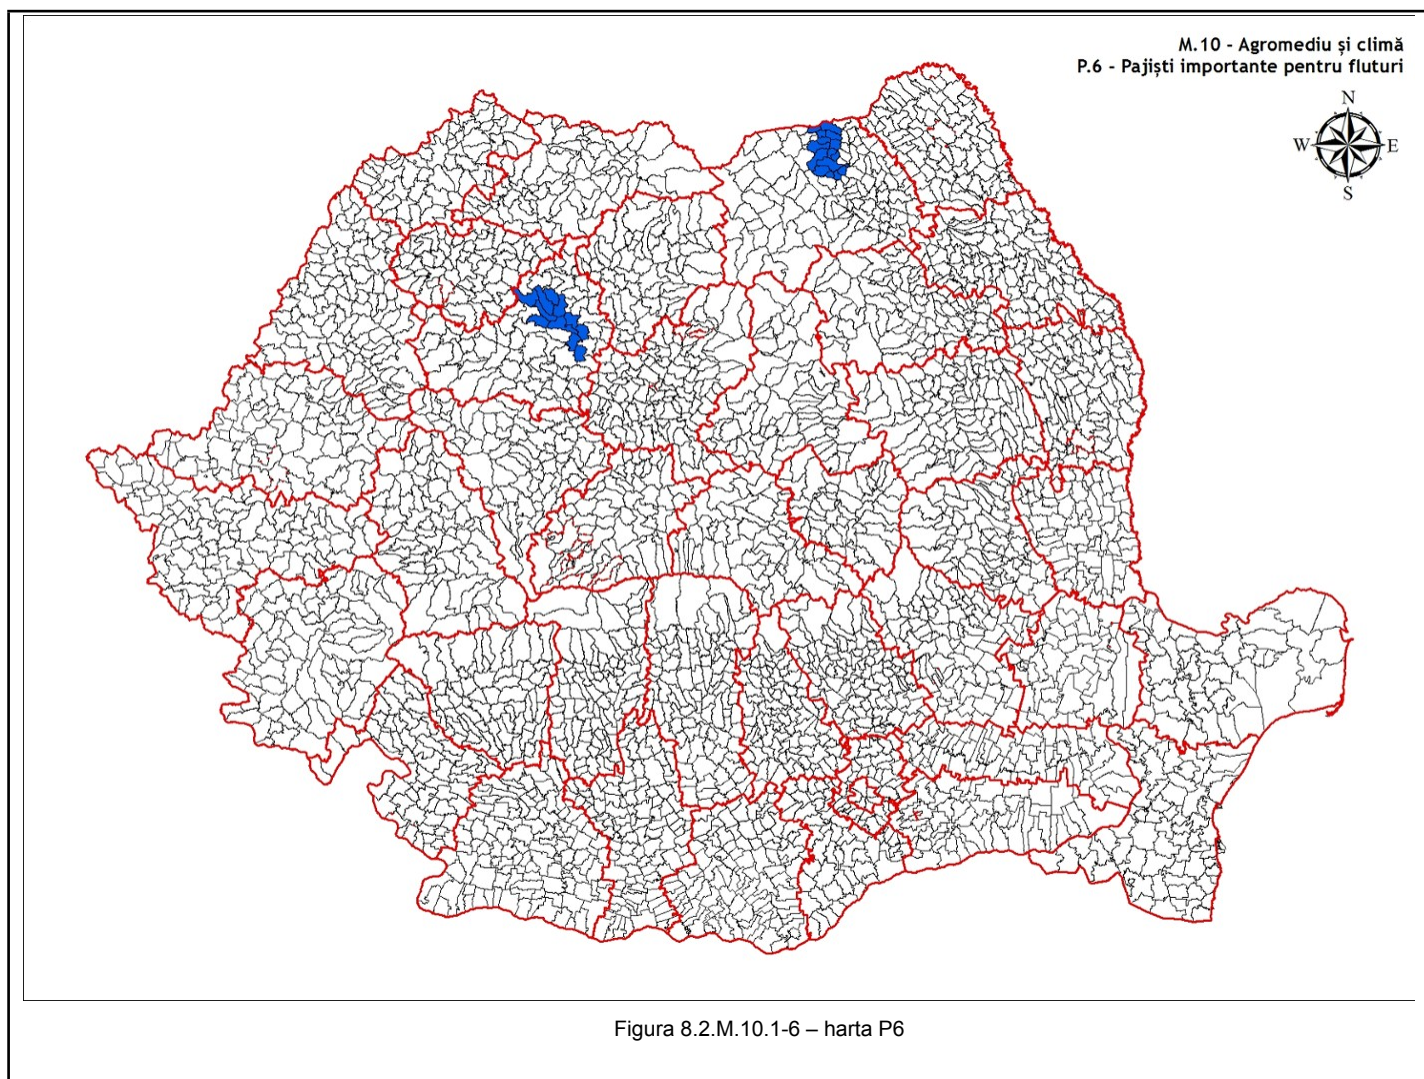 M.10 - Agromediu și climă
P.6 - Pajiști importante pentru fluturi
N
W E
S
Figura 8.2.M.10.1-6 – harta P6